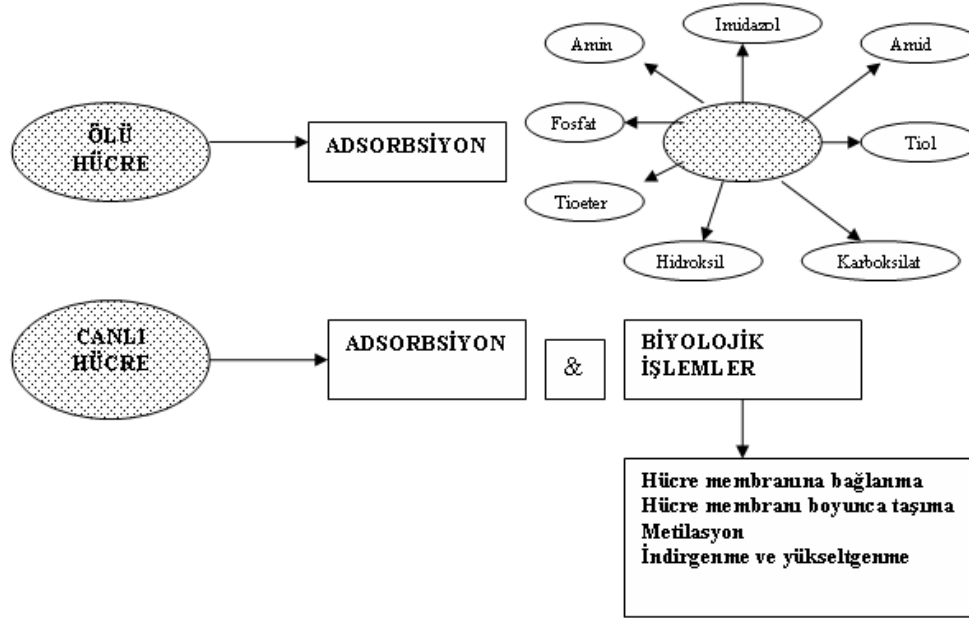 ÖLÜ
HÜCRE
ADSORBSİYON
Imidazol
Amin
Amid
Fosfat
Tiol
Tioeter
Hidroksil
Karboksilat
CANLI
HÜCRE
ADSORBSİYON
&
BİYOLOJİK
İŞLEMLER
Hücre membranına bağlanma
Hücre membranı boyunca taşıma
Metilasyon
İndirgenme ve yükseltgenme